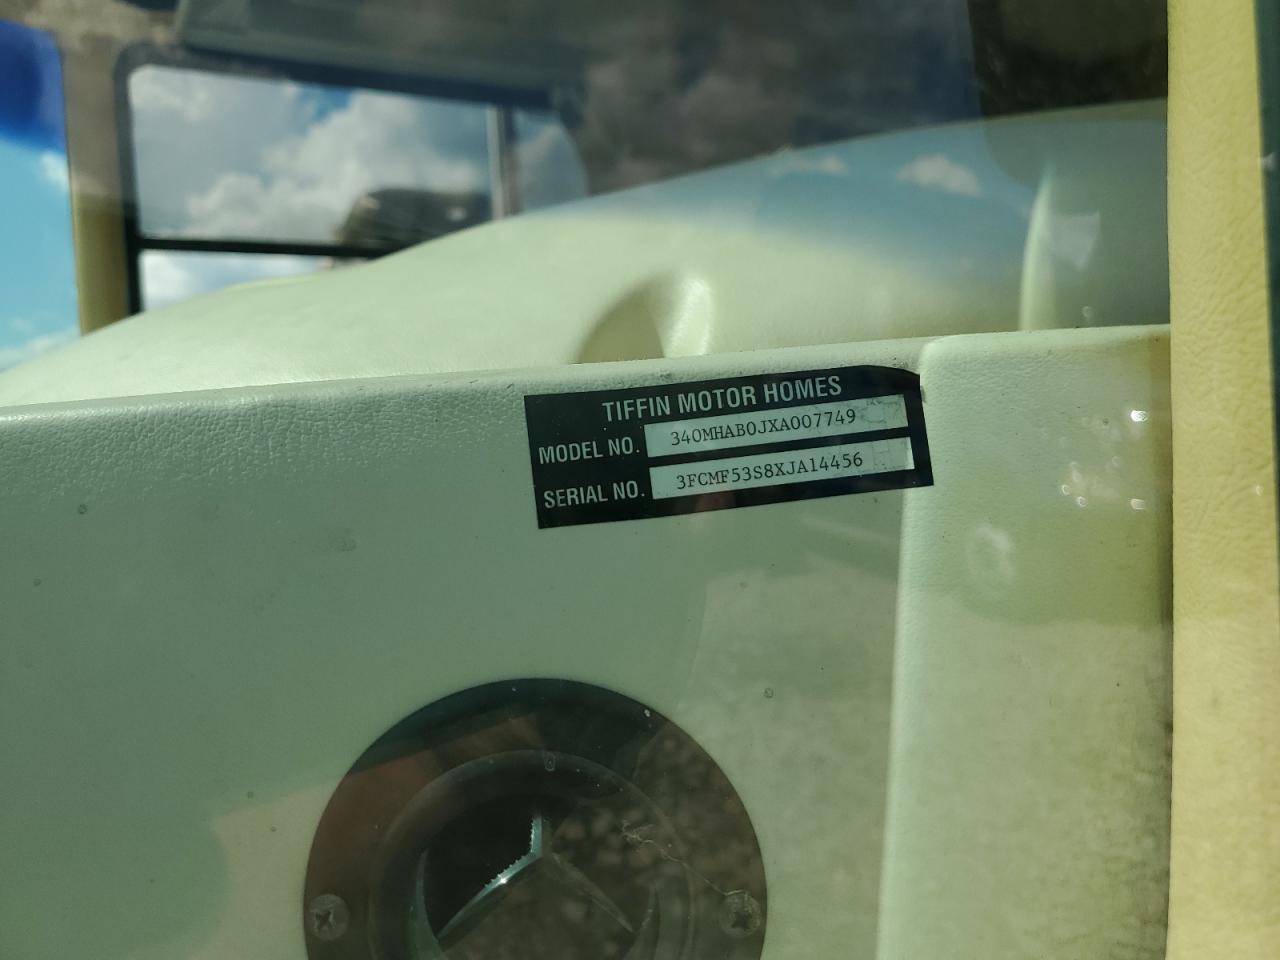 TIFFIN MOTOR HOMES
MODEL NO. 340MHAB0JXA007749
SERIAL NO. 3FCMF53S8XJA14456